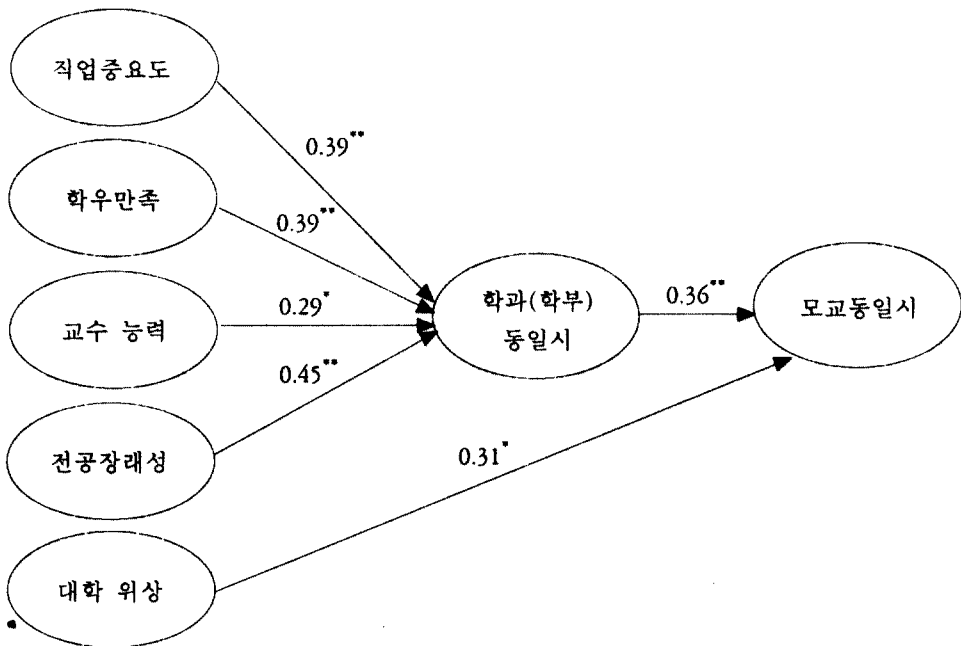 직업중요도
0.39**
학우만족
0.39**
교수 능력
0.29*
학과(학부)
동일시
0.36**
모교동일시
0.45**
전공장래성
0.31*
대학 위상